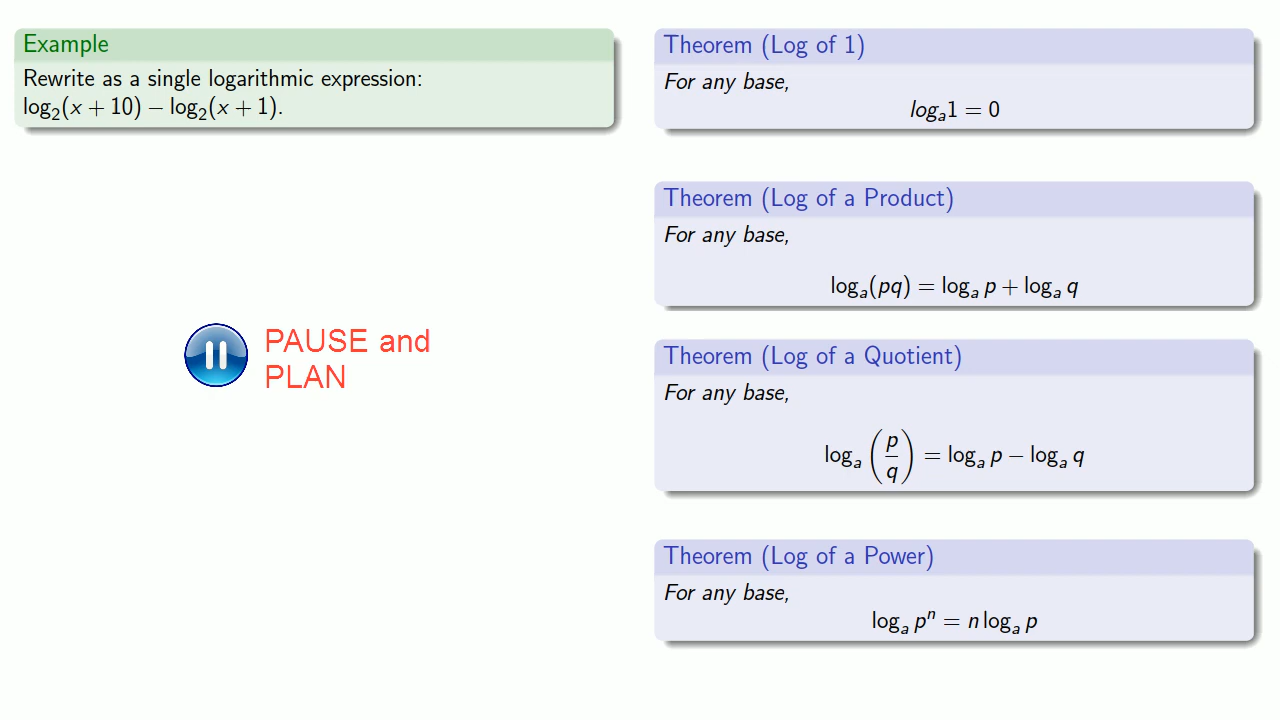 Example
Rewrite as a single logarithmic expression:
log₂(x + 10) − log₂(x + 1).
PAUSE and
PLAN
Theorem (Log of 1)
For any base,
logₐ1 = 0
Theorem (Log of a Product)
For any base,
logₐ(pq) = logₐ p + logₐ q
Theorem (Log of a Quotient)
For any base,
logₐ (p/q) = logₐ p − logₐ q
Theorem (Log of a Power)
For any base,
logₐ pⁿ = n logₐ p